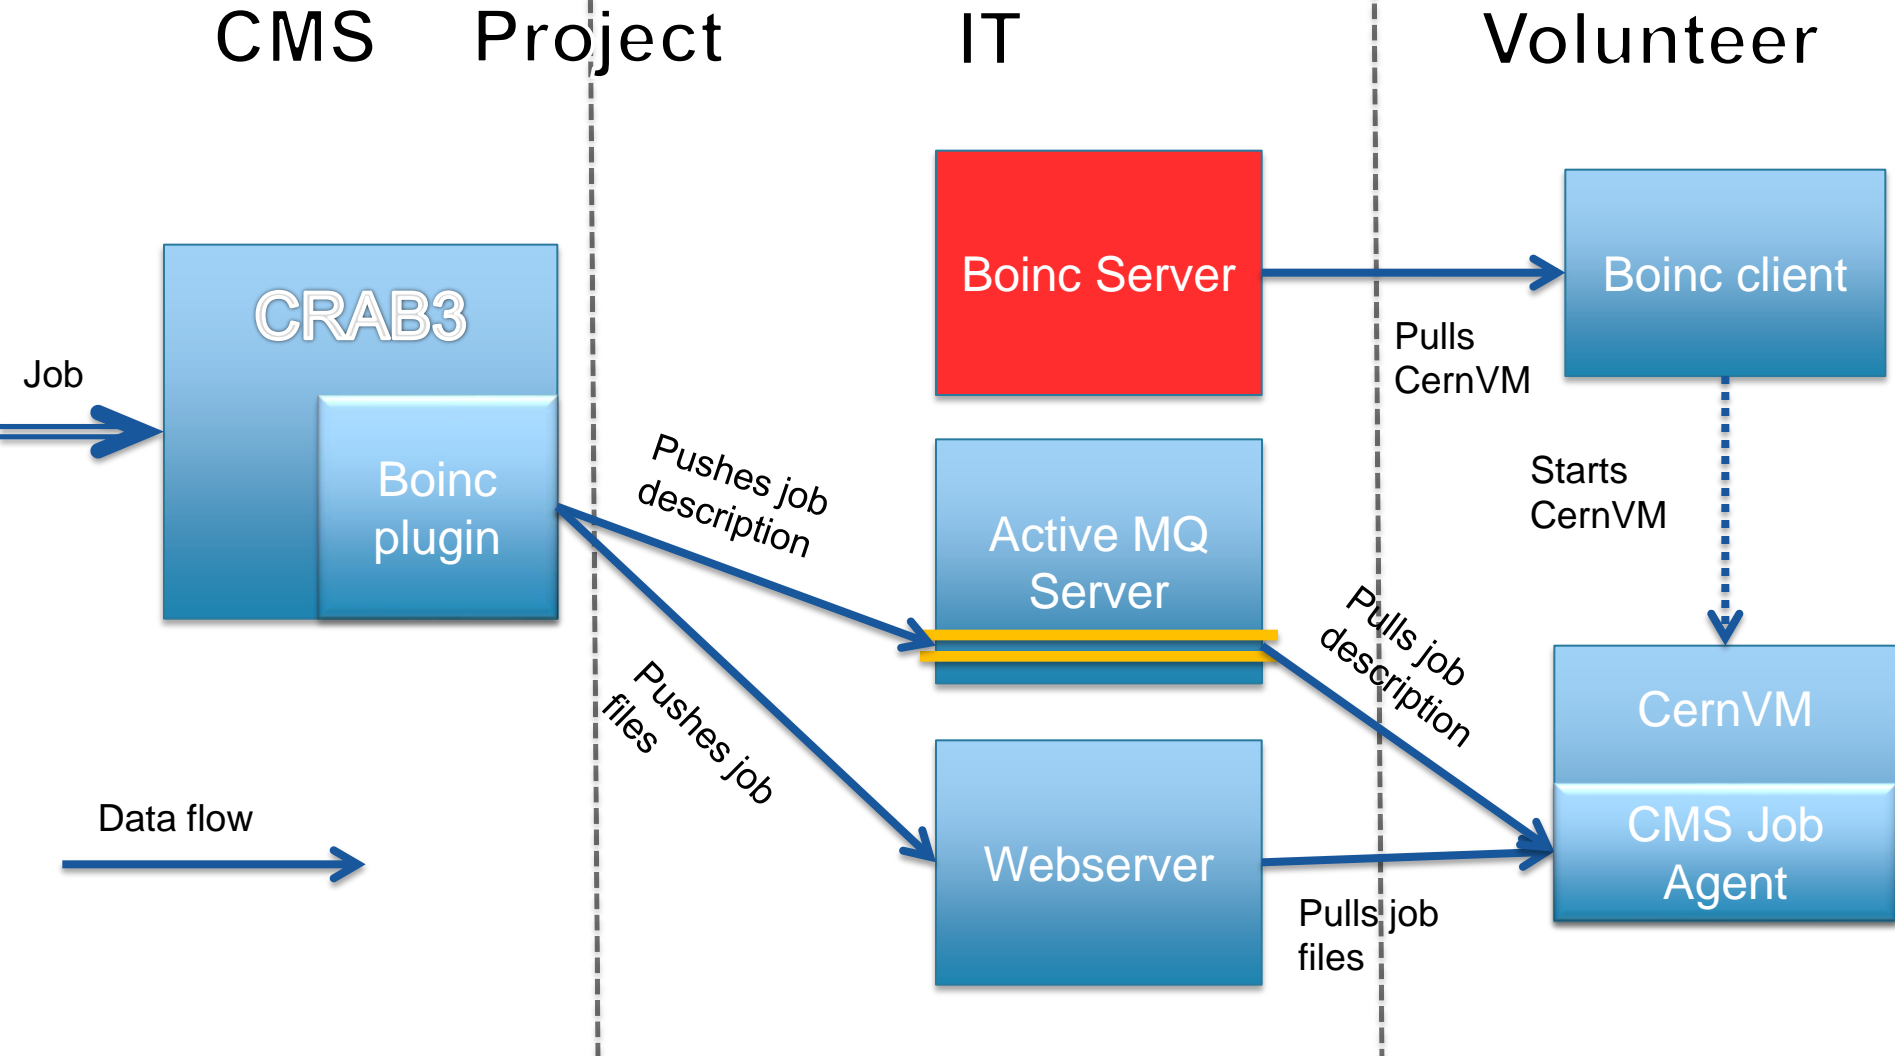 CMS Project IT Volunteer
Boinc Server
Boinc client
CRAB3
Pulls
CernVM
Job
Boinc
plugin
Pushes job
description
Active MQ
Server
Starts
CernVM
Pulls job
description
Pushes job
files
CernVM
Data flow
Webserver
CMS Job
Agent
Pulls job
files